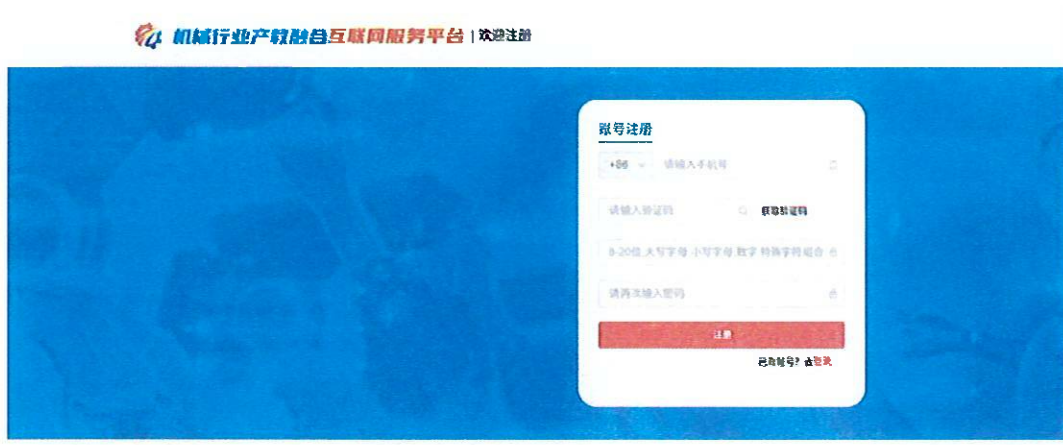 机械行业产教融合互联网服务平台 | 欢迎注册
账号注册
+86 请输入手机号
请输入验证码 获取验证码
8-20位,大写字母,小写字母,数字,特殊字符组合
请再次输入密码
注册
已有账号? 去登录